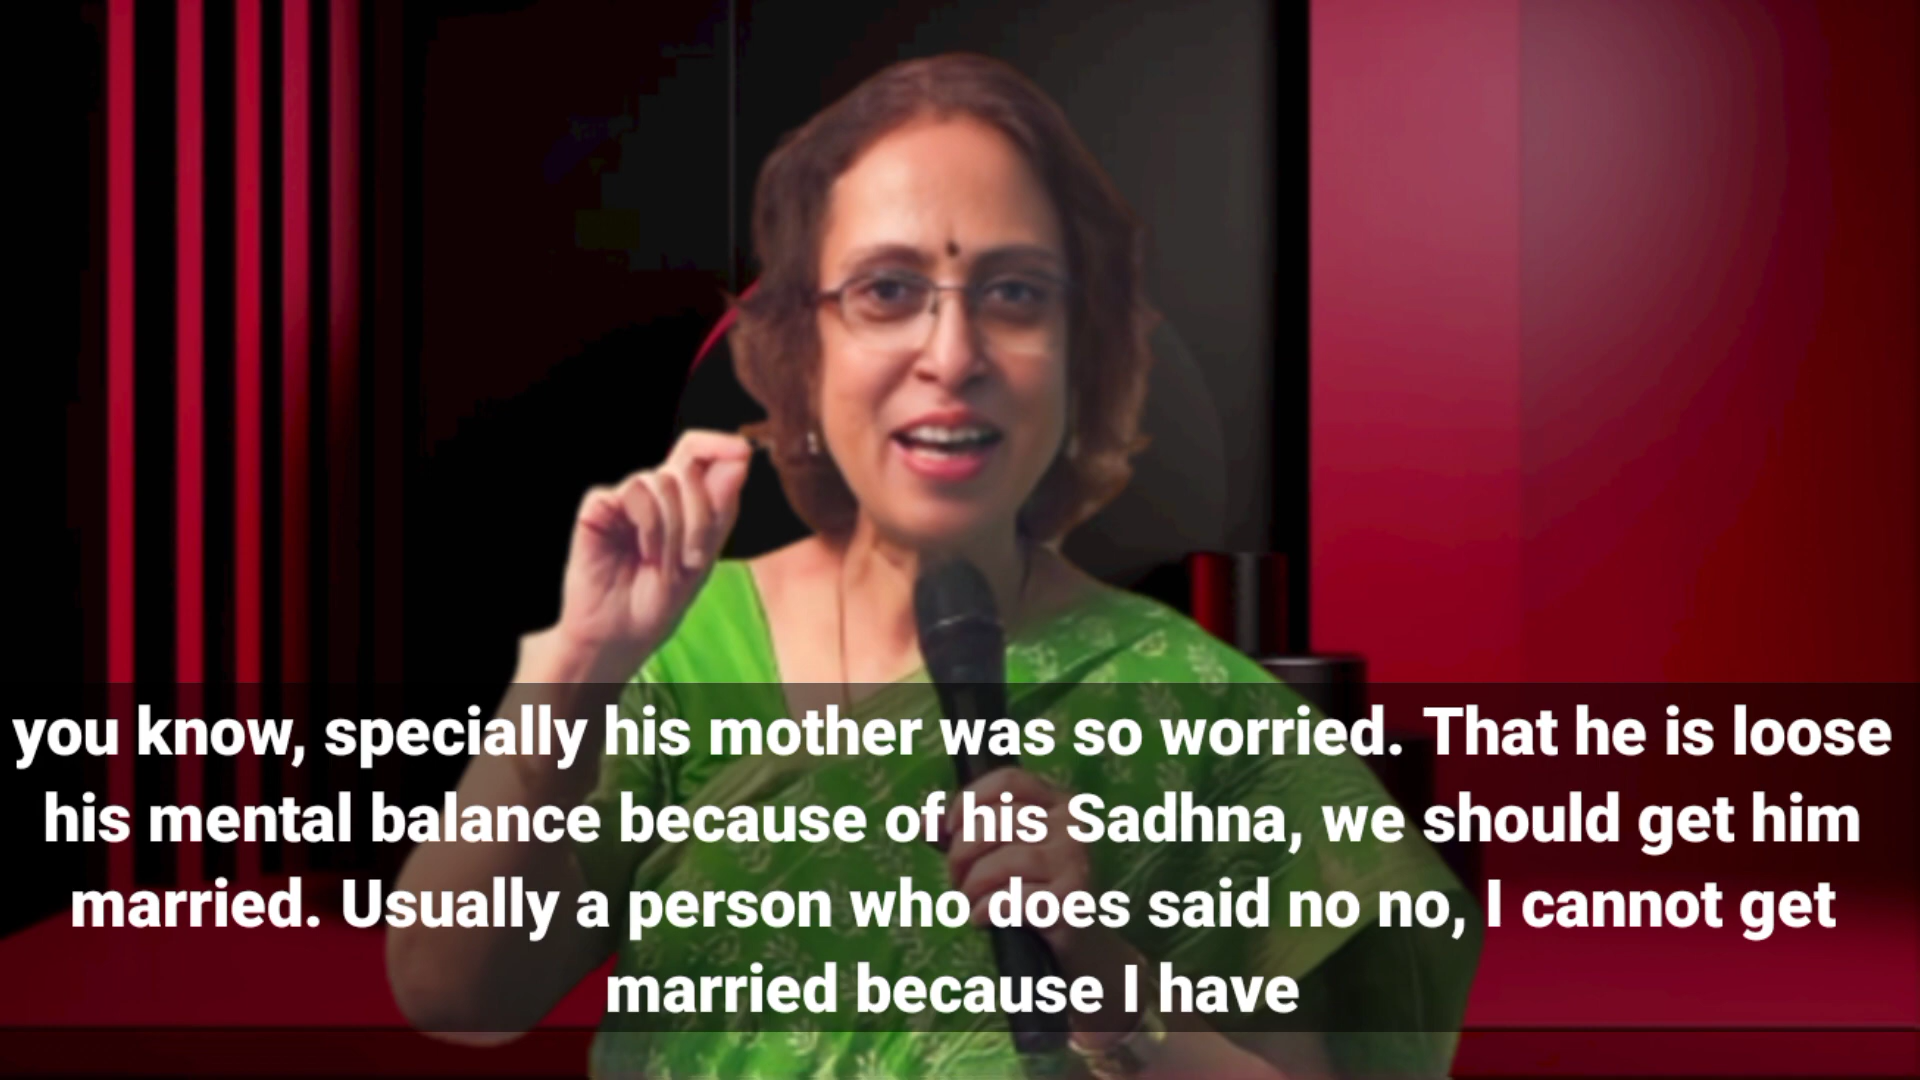 you know, specially his mother was so worried. That he is loose
his mental balance because of his Sadhna, we should get him
married. Usually a person who does said no no, I cannot get
married because I have